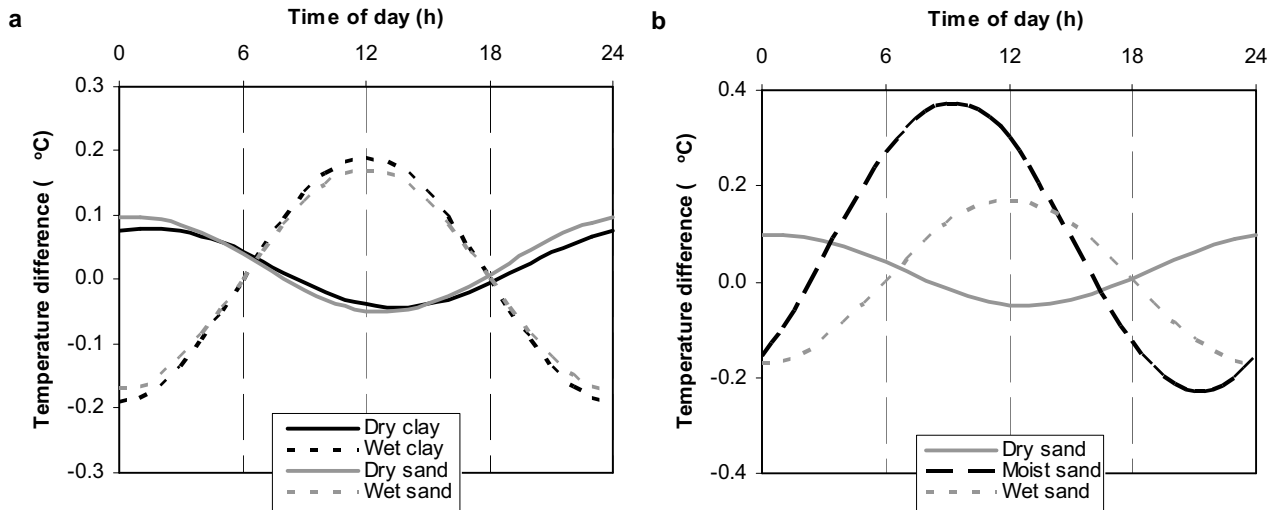 a
Time of day (h)
0 6 12 18 24
Temperature difference ( ºC)
0.3
0.2
0.1
0.0
-0.1
-0.2
-0.3
Dry clay
Wet clay
Dry sand
Wet sand
b
Time of day (h)
0 6 12 18 24
Temperature difference ( ºC)
0.4
0.2
0.0
-0.2
-0.4
Dry sand
Moist sand
Wet sand